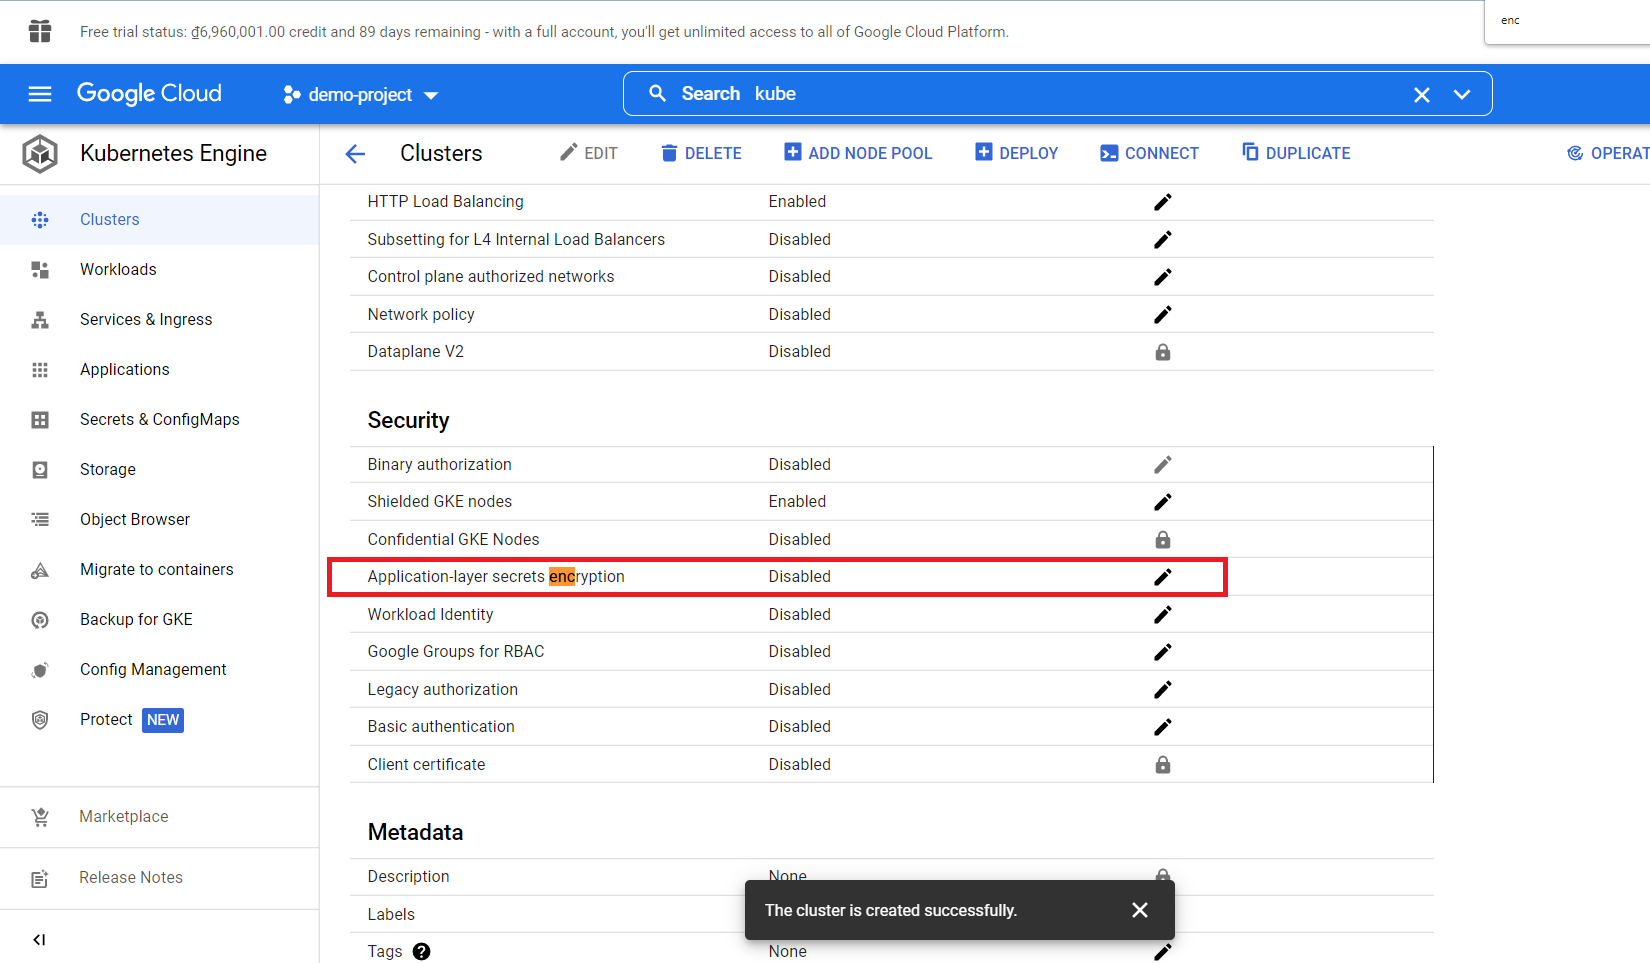 enc
Free trial status: ₫6,960,001.00 credit and 89 days remaining - with a full account, you'll get unlimited access to all of Google Cloud Platform.
Google Cloud demo-project Search kube
Kubernetes Engine Clusters EDIT DELETE ADD NODE POOL DEPLOY CONNECT DUPLICATE OPERAT
Clusters
Workloads
Services & Ingress
Applications
Secrets & ConfigMaps
Storage
Object Browser
Migrate to containers
Backup for GKE
Config Management
Protect NEW
Marketplace
Release Notes
HTTP Load Balancing Enabled
Subsetting for L4 Internal Load Balancers Disabled
Control plane authorized networks Disabled
Network policy Disabled
Dataplane V2 Disabled
Security
Binary authorization Disabled
Shielded GKE nodes Enabled
Confidential GKE Nodes Disabled
Application-layer secrets encryption Disabled
Workload Identity Disabled
Google Groups for RBAC Disabled
Legacy authorization Disabled
Basic authentication Disabled
Client certificate Disabled
Metadata
Description None
Labels
Tags ? None
The cluster is created successfully.